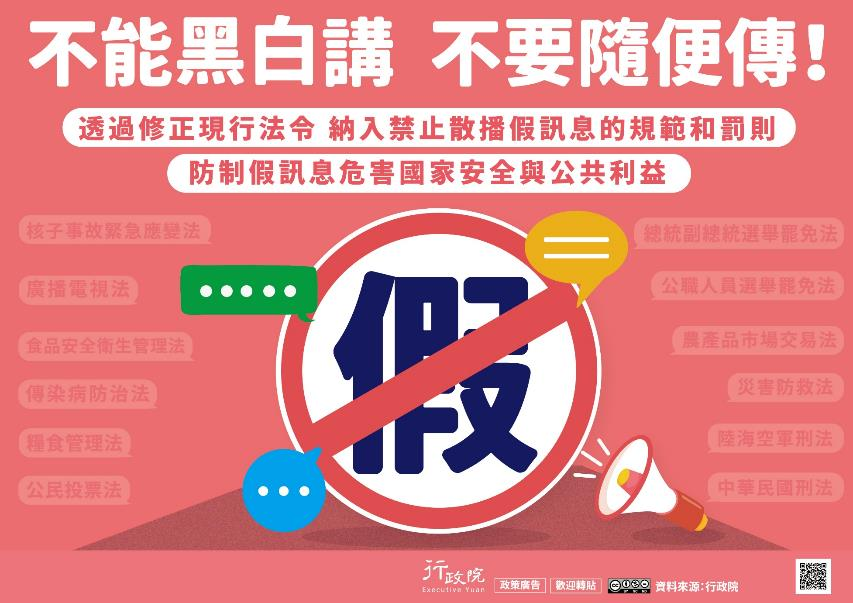 不能黑白講 不要隨便傳!
透過修正現行法令 納入禁止散播假訊息的規範和罰則
防制假訊息危害國家安全與公共利益
核子事故緊急應變法
廣播電視法
食品安全衛生管理法
傳染病防治法
糧食管理法
公民投票法
假
總統副總統選舉罷免法
公職人員選舉罷免法
農產品市場交易法
災害防救法
陸海空軍刑法
中華民國刑法
行政院
Executive Yuan
政策廣告
歡迎轉貼
資料來源:行政院